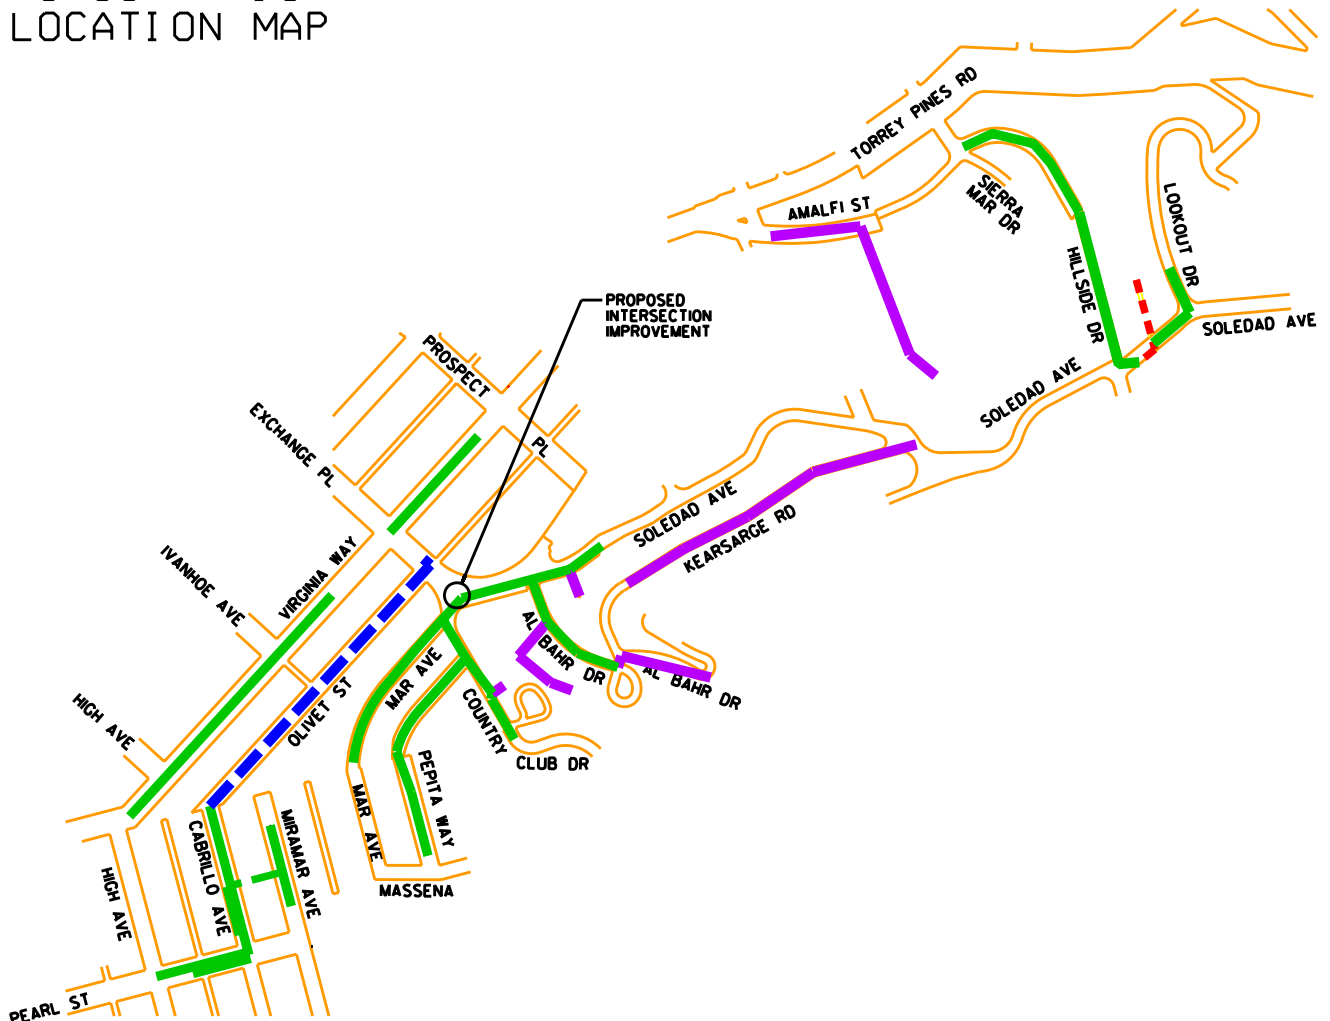 LOCATION MAP
TORREY PINES RD
SIERRA
MAR DR
AMALFI ST
LOOKOUT DR
HILLSIDE DR
SOLEDAD AVE
SOLEDAD AVE
PROPOSED
INTERSECTION
IMPROVEMENT
PROSPECT
PL
EXCHANGE PL
SOLEDAD AVE
KEARSARGE RD
IVANHOE AVE
VIRGINIA WAY
AL BAHR DR
AL BAHR DR
HIGH AVE
OLIVET ST
MAR AVE
COUNTRY
CLUB DR
PEPITA WAY
MAR AVE
MIRAMAR AVE
CABRILLO AVE
HIGH AVE
MASSENA
PEARL ST